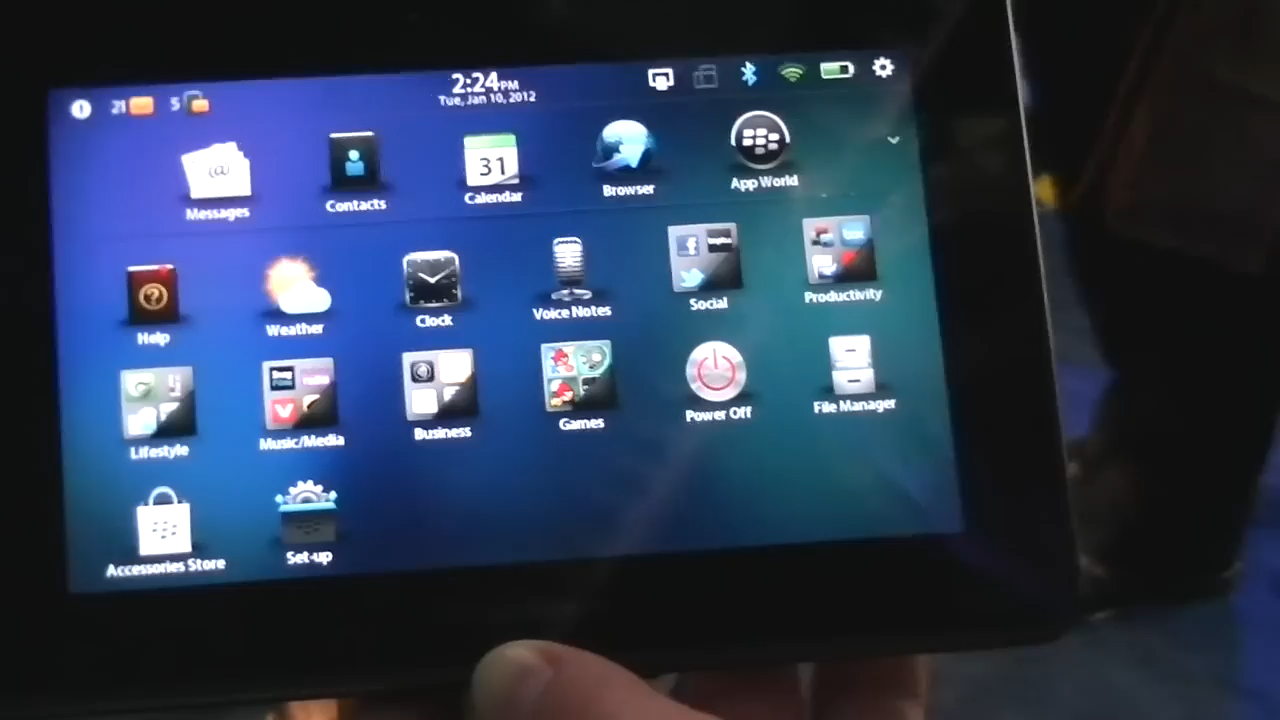 2:24PM
21 5
Tue, Jan 10, 2012
Messages
Contacts
31
Calendar
Browser
App World
Help
Weather
Clock
Voice Notes
Social
Productivity
Lifestyle
Music/Media
Business
Games
Power Off
File Manager
Accessories Store
Set-up